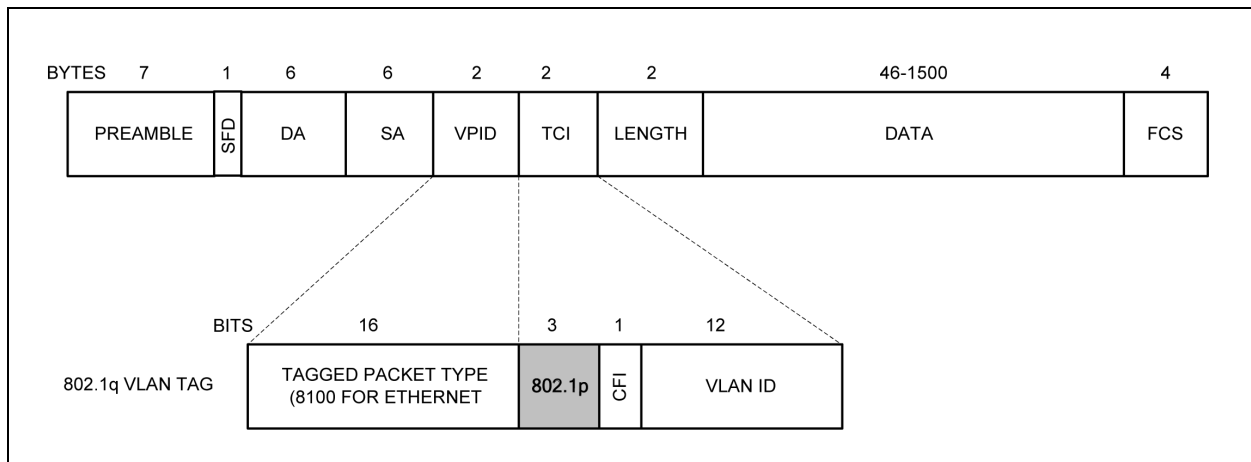 BYTES 7 1 6 6 2 2 2 46-1500 4
PREAMBLE SFD DA SA VPID TCI LENGTH DATA FCS
BITS 16 3 1 12
802.1q VLAN TAG
TAGGED PACKET TYPE
(8100 FOR ETHERNET
802.1p CFI VLAN ID